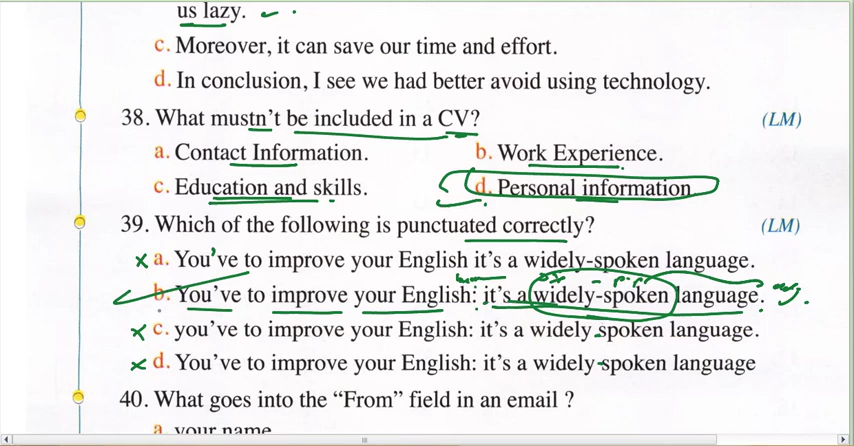 us lazy.
c. Moreover, it can save our time and effort.
d. In conclusion, I see we had better avoid using technology.
38. What mustn't be included in a CV? (LM)
a. Contact Information. b. Work Experience.
c. Education and skills. d. Personal information
39. Which of the following is punctuated correctly? (LM)
a. You've to improve your English it's a widely-spoken language.
b. You've to improve your English: it's a widely-spoken language.
c. you've to improve your English: it's a widely spoken language.
d. You've to improve your English: it's a widely-spoken language
40. What goes into the “From” field in an email ?
a. your name